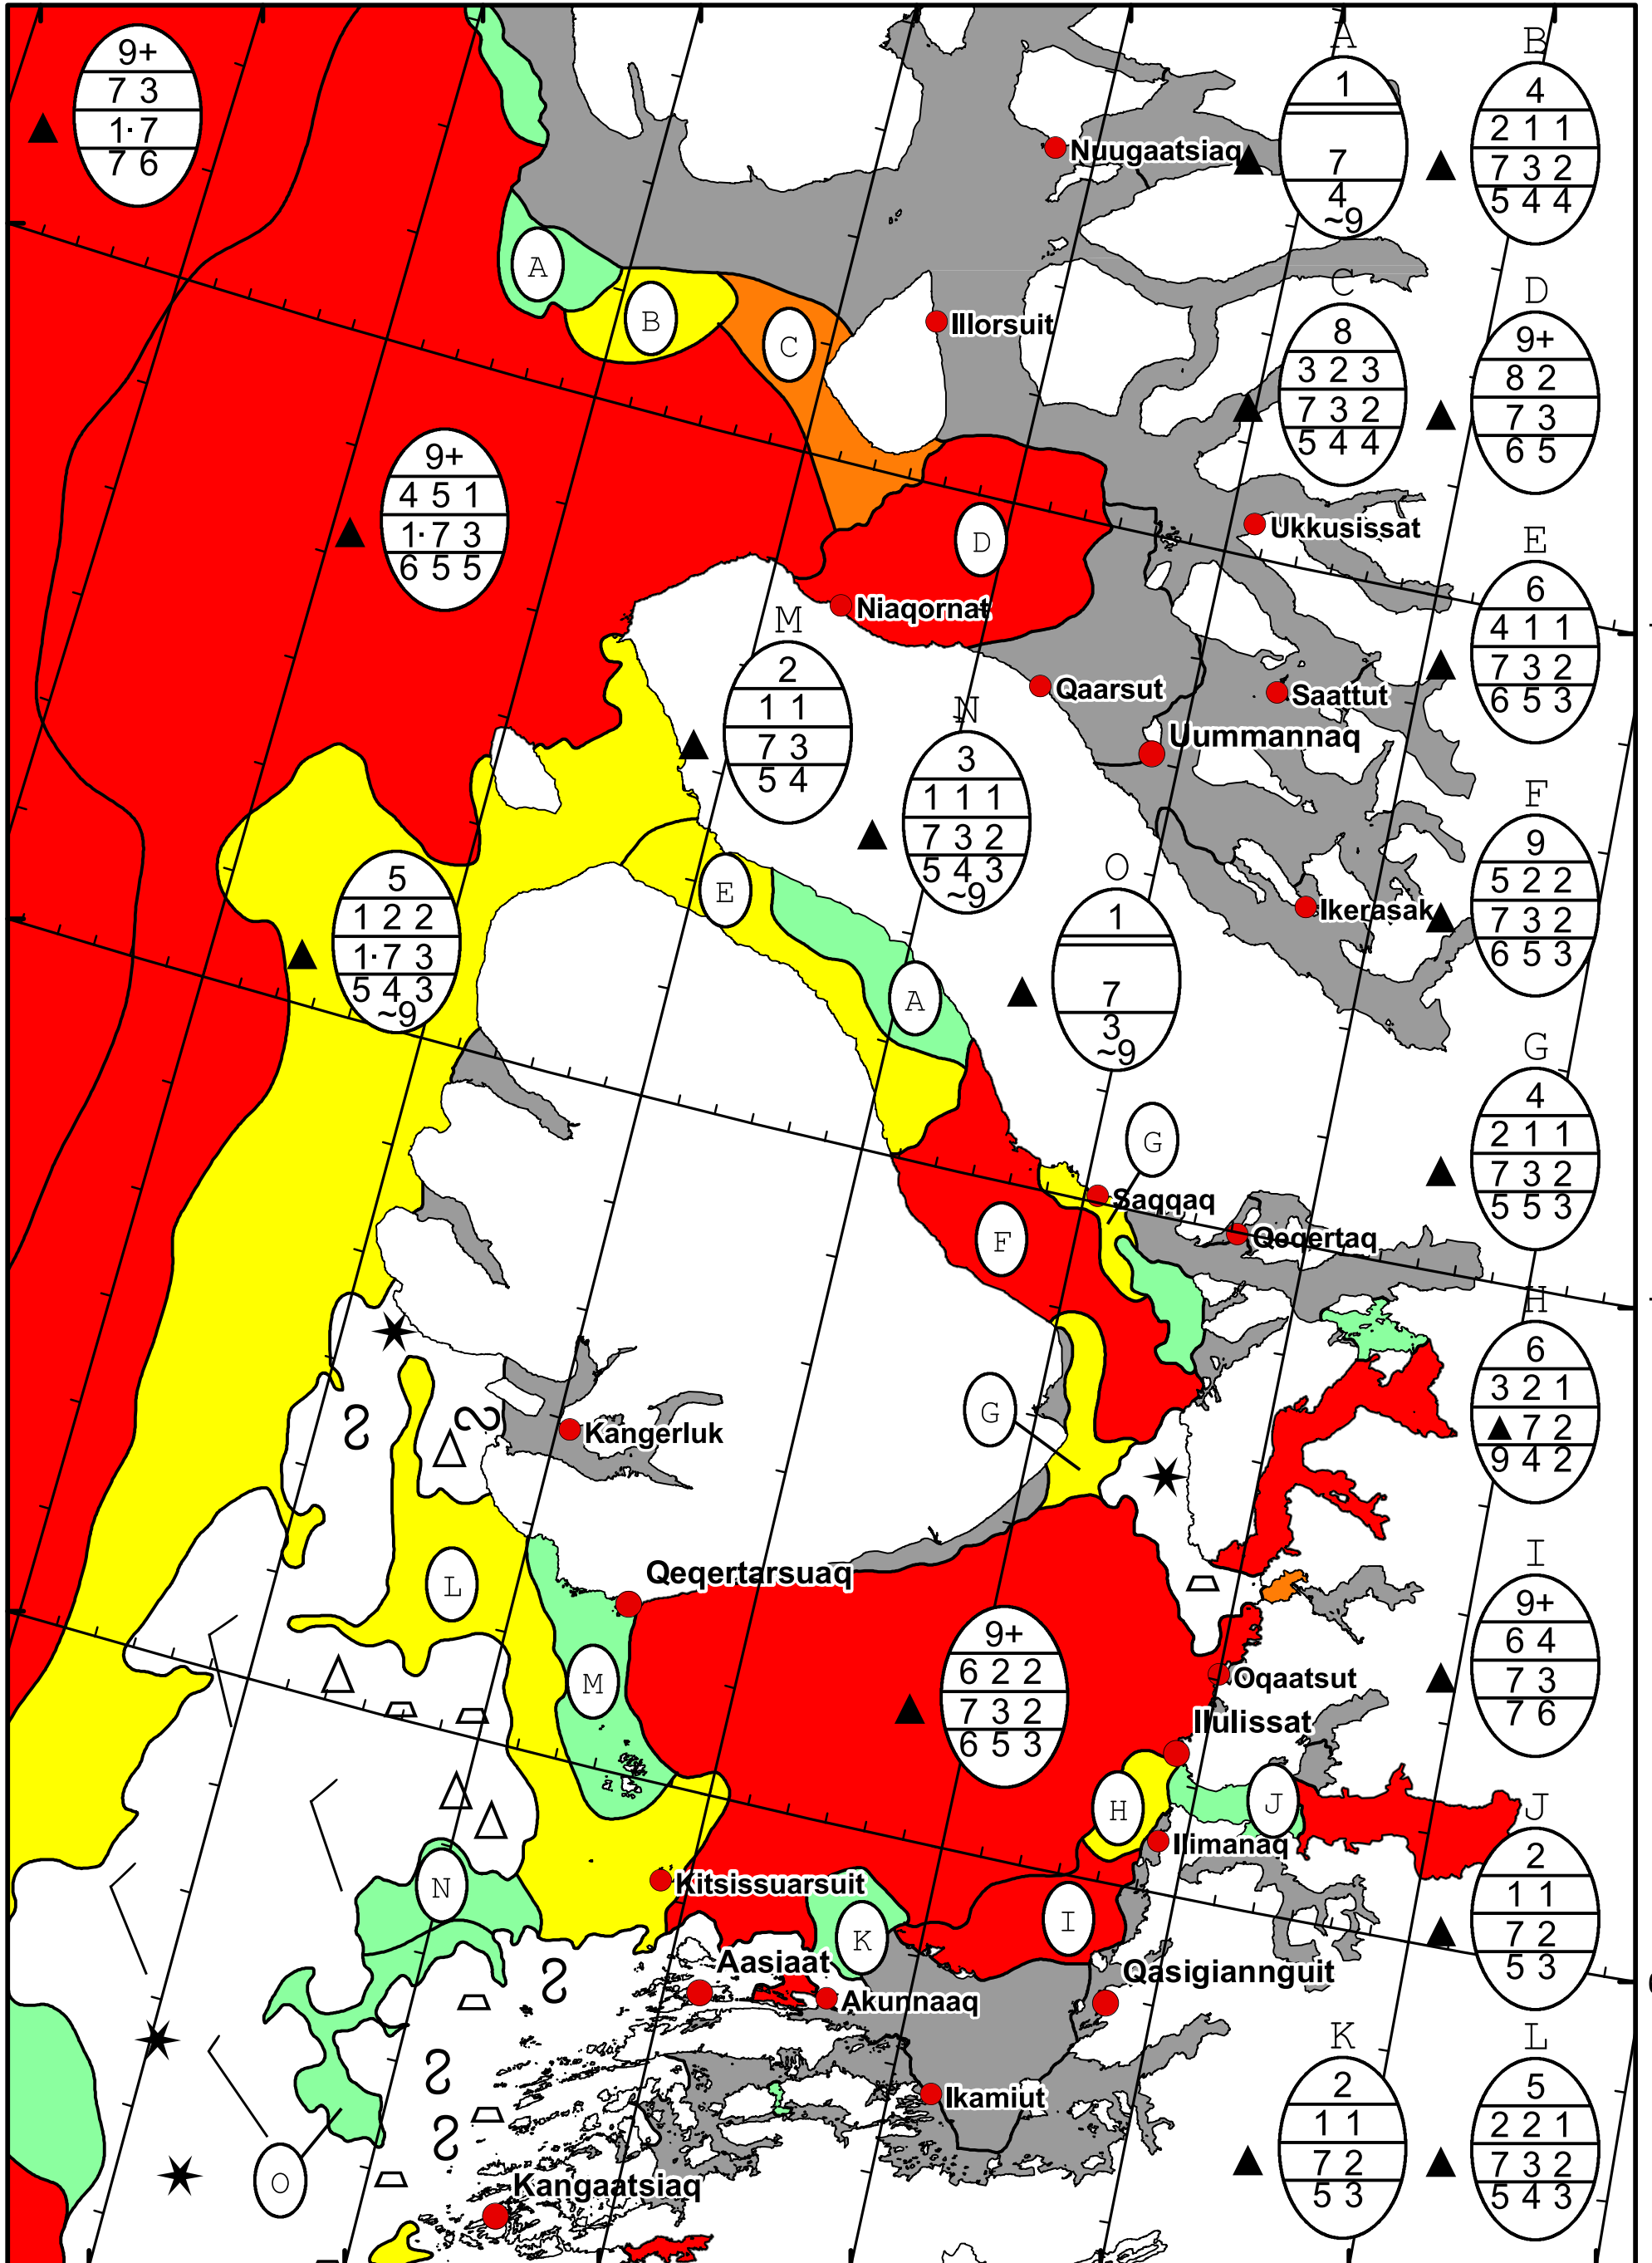 9+
7 3
1· 7
7 6
A
1
7
4
~9
B
4
2 1 1
7 3 2
5 4 4
Nuugaatsiaq
A
B
C
Illorsuit
C
8
3 2 3
7 3 2
5 4 4
D
9+
8 2
7 3
6 5
9+
4 5 1
1· 7 3
6 5 5
D
Ukkusissat
Niaqornat
E
6
4 1 1
7 3 2
6 5 3
M
2
1 1
7 3
5 4
Qaarsut
Saattut
Uummannaq
N
3
1 1 1
7 3 2
5 4 3
~9
5
1 2 2
1· 7 3
5 4 3
~9
E
A
O
1
7
3
~9
Ikerasak
F
9
5 2 2
7 3 2
6 5 3
G
4
2 1 1
7 3 2
5 5 3
G
Saqqaq
F
Qeqertaq
H
6
3 2 1
▲ 7 2
9 4 2
G
Kangerluk
S
S
L
Qeqertarsuaq
M
9+
6 2 2
7 3 2
6 5 3
Oqaatsut
Ilulissat
I
9+
6 4
7 3
7 6
H
J
Ilimanaq
J
2
1 1
7 2
5 3
N
Kitsissuarsuit
K
I
Aasiaat
Akunnaaq
Qasigiannguit
S
S
S
Ikamiut
O
Kangaatsiaq
K
2
1 1
7 2
5 3
L
5
2 2 1
7 3 2
5 4 3